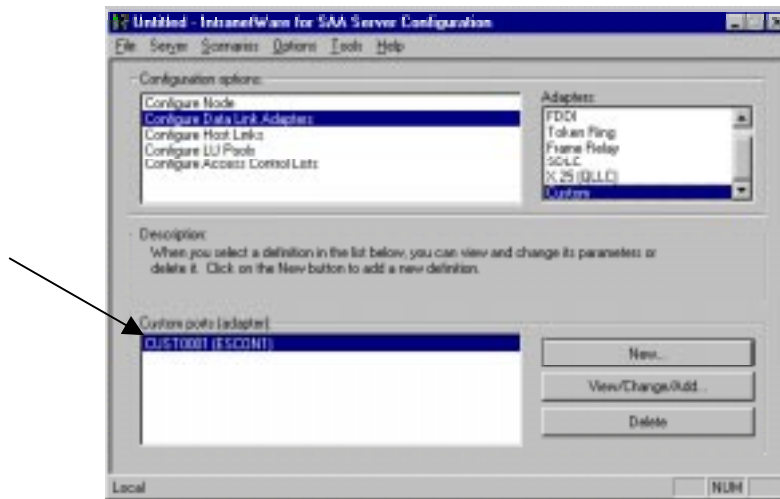 Untitled - IntranetWare for SAA Server Configuration
File Server Scenarios Options Tools Help
Configuration options:
Configure Node
Configure Data Link Adapters
Configure Host Links
Configure LU Pools
Configure Access Control Lists
Adapters:
FDDI
Token Ring
Frame Relay
SDLC
X.25 (QLLC)
Custom
Description:
When you select a definition in the list below, you can view and change its parameters or
delete it. Click on the New button to add a new definition.
Custom ports (adapter):
CUST0001 (ESCON1)
New...
View/Change/Add...
Delete
Local
NUM